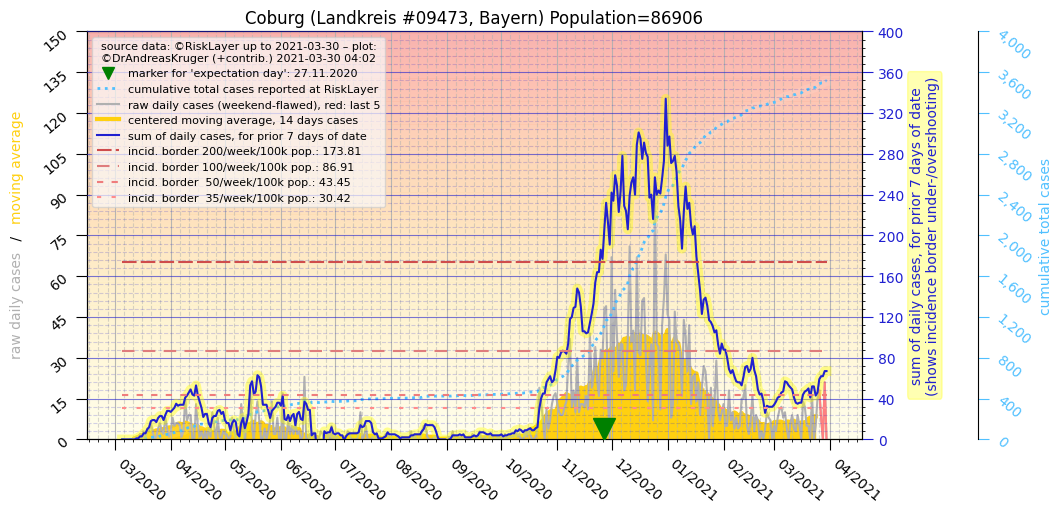 Coburg (Landkreis #09473, Bayern) Population=86906
source data: ©RiskLayer up to 2021-03-30 – plot:
©DrAndreasKruger (+contrib.) 2021-03-30 04:02
marker for 'expectation day': 27.11.2020
cumulative total cases reported at RiskLayer
raw daily cases (weekend-flawed), red: last 5
centered moving average, 14 days cases
sum of daily cases, for prior 7 days of date
incid. border 200/week/100k pop.: 173.81
incid. border 100/week/100k pop.: 86.91
incid. border  50/week/100k pop.: 43.45
incid. border  35/week/100k pop.: 30.42
raw daily cases / moving average
150
135
120
105
90
75
60
45
30
15
0
03/2020
04/2020
05/2020
06/2020
07/2020
08/2020
09/2020
10/2020
11/2020
12/2020
01/2021
02/2021
03/2021
04/2021
400
360
320
280
240
200
160
120
80
40
0
sum of daily cases, for prior 7 days of date
(shows incidence border under-/overshooting)
4,000
3,600
3,200
2,800
2,400
2,000
1,600
1,200
800
400
0
cumulative total cases